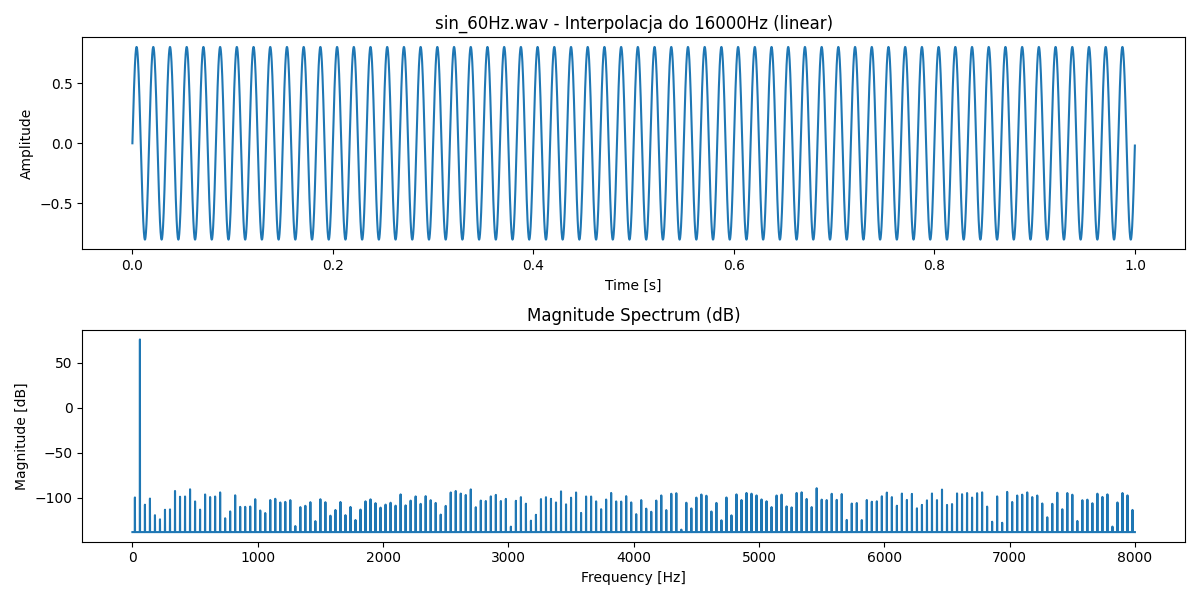 sin_60Hz.wav - Interpolacja do 16000Hz (linear)
Amplitude
0.5
0.0
−0.5
0.0 0.2 0.4 0.6 0.8 1.0
Time [s]
Magnitude Spectrum (dB)
Magnitude [dB]
50
0
−50
−100
0 1000 2000 3000 4000 5000 6000 7000 8000
Frequency [Hz]